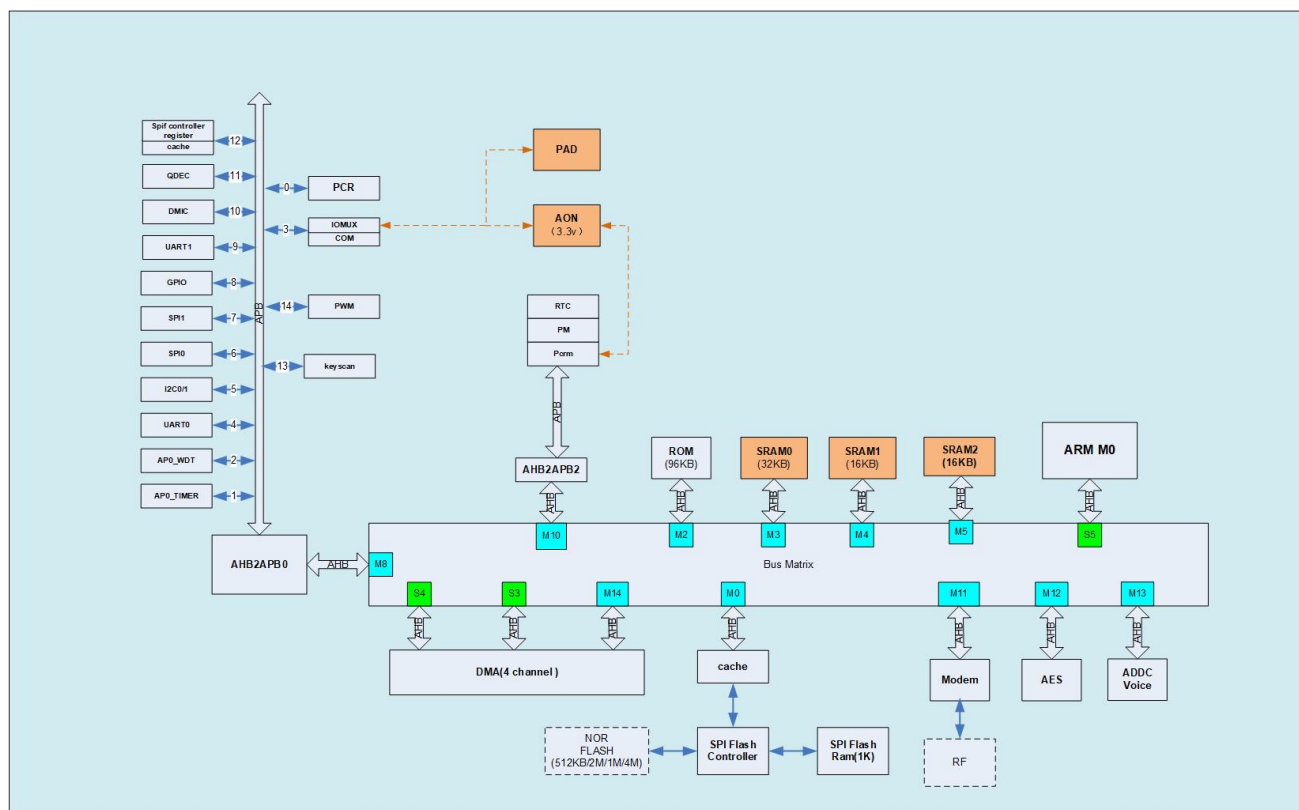 Spif controller
register
cache
12
QDEC
11
DMIC
10
UART1
9
GPIO
8
SPI1
7
SPI0
6
I2C0/1
5
UART0
4
AP0_WDT
2
AP0_TIMER
1
APB
0
PCR
3
IOMUX
COM
14
PWM
13
keyscan
PAD
AON
(3.3v)
RTC
PM
Porm
APB
AHB2APB2
AHB
M10
ROM
(96KB)
AHB
M2
SRAM0
(32KB)
AHB
M3
SRAM1
(16KB)
AHB
M4
SRAM2
(16KB)
AHB
M5
ARM M0
AHB
S5
AHB2APB0
AHB
M8
Bus Matrix
S4
S3
M14
M0
M11
M12
M13
AHB
AHB
AHB
AHB
AHB
AHB
AHB
DMA(4 channel )
cache
Modem
AES
ADDC
Voice
NOR
FLASH
(512KB/2M/1M/4M)
SPI Flash
Controller
SPI Flash
Ram(1K)
RF